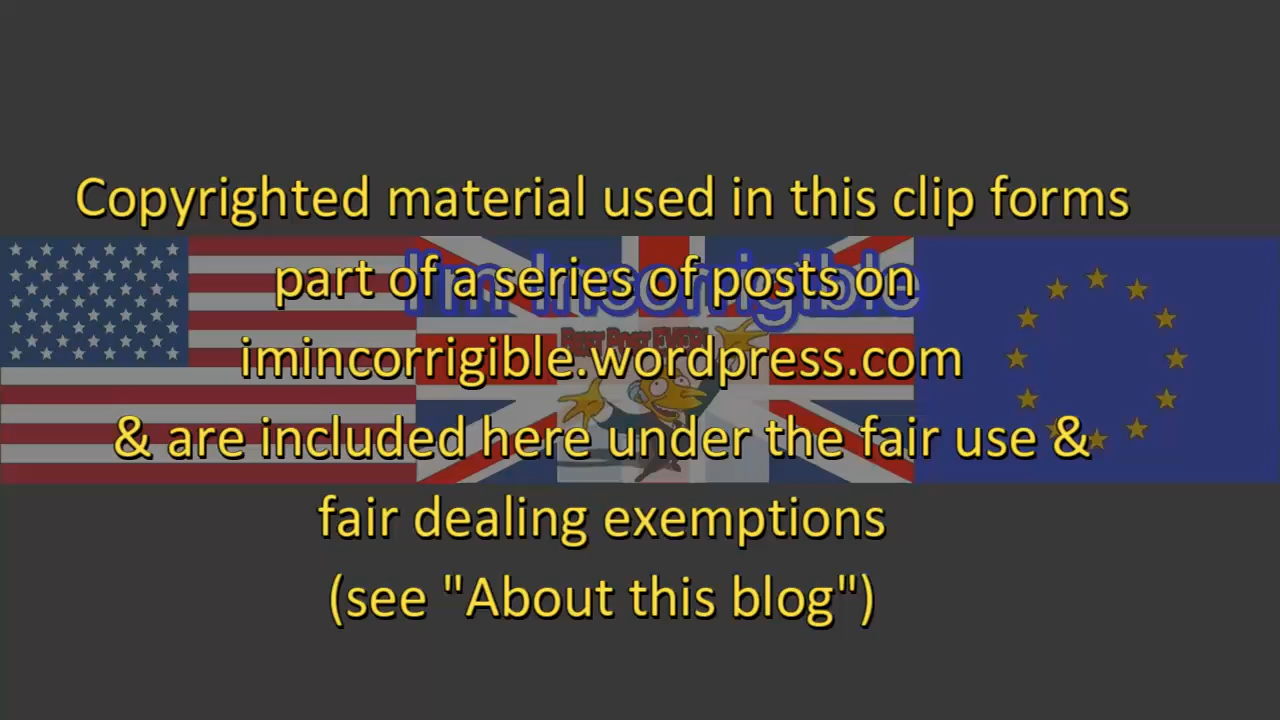 Copyrighted material used in this clip forms
part of a series of posts on
I'm Incorrigible
imincorrigible.wordpress.com
& are included here under the fair use &
fair dealing exemptions
(see "About this blog")